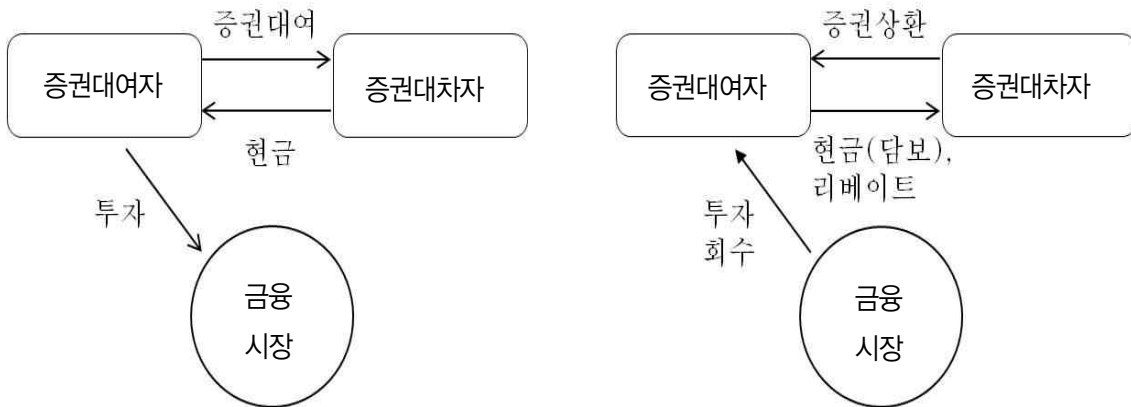 증권대여
증권대여자
증권대차자
현금
투자
금융
시장
증권상환
증권대여자
증권대차자
현금(담보),
리베이트
투자
회수
금융
시장